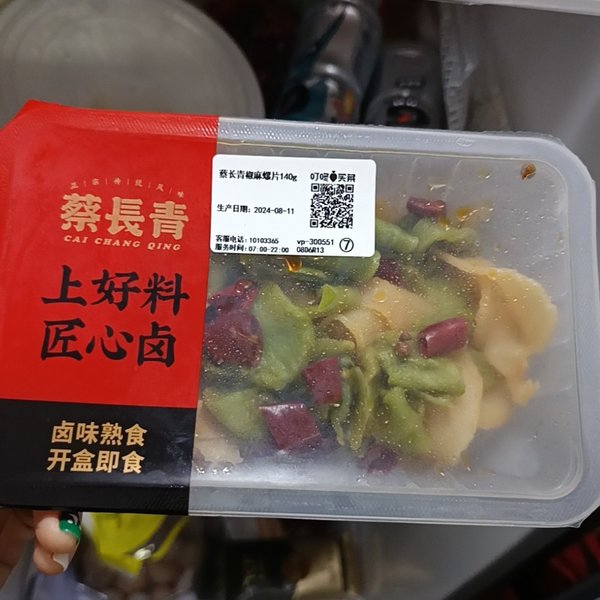 正宗传统风味
蔡長青
CAI CHANG QING
上好料
匠心卤
卤味熟食
开盒即食
蔡长青椒麻螺片140g
叮咚买菜
生产日期: 2024-08-11
客服电话: 10103365
vp-300551
服务时间: 07:00-22:00
0806R13
⑦